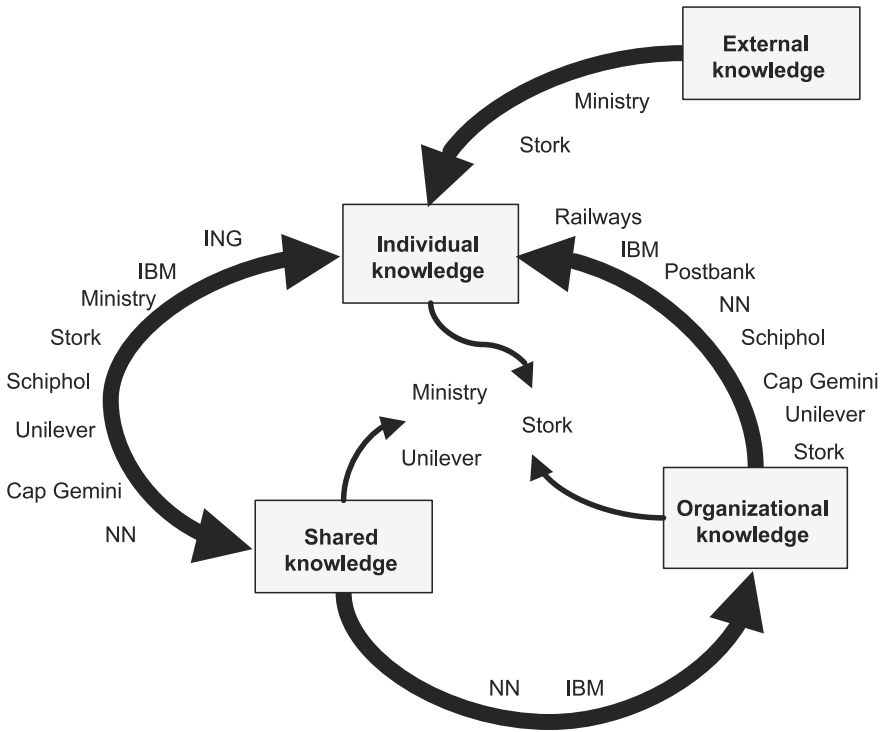 External
knowledge
Ministry
Stork
Individual
knowledge
ING
IBM
Ministry
Stork
Schiphol
Unilever
Cap Gemini
NN
Railways
IBM
Postbank
NN
Schiphol
Cap Gemini
Unilever
Stork
Ministry
Stork
Unilever
Shared
knowledge
Organizational
knowledge
NN
IBM